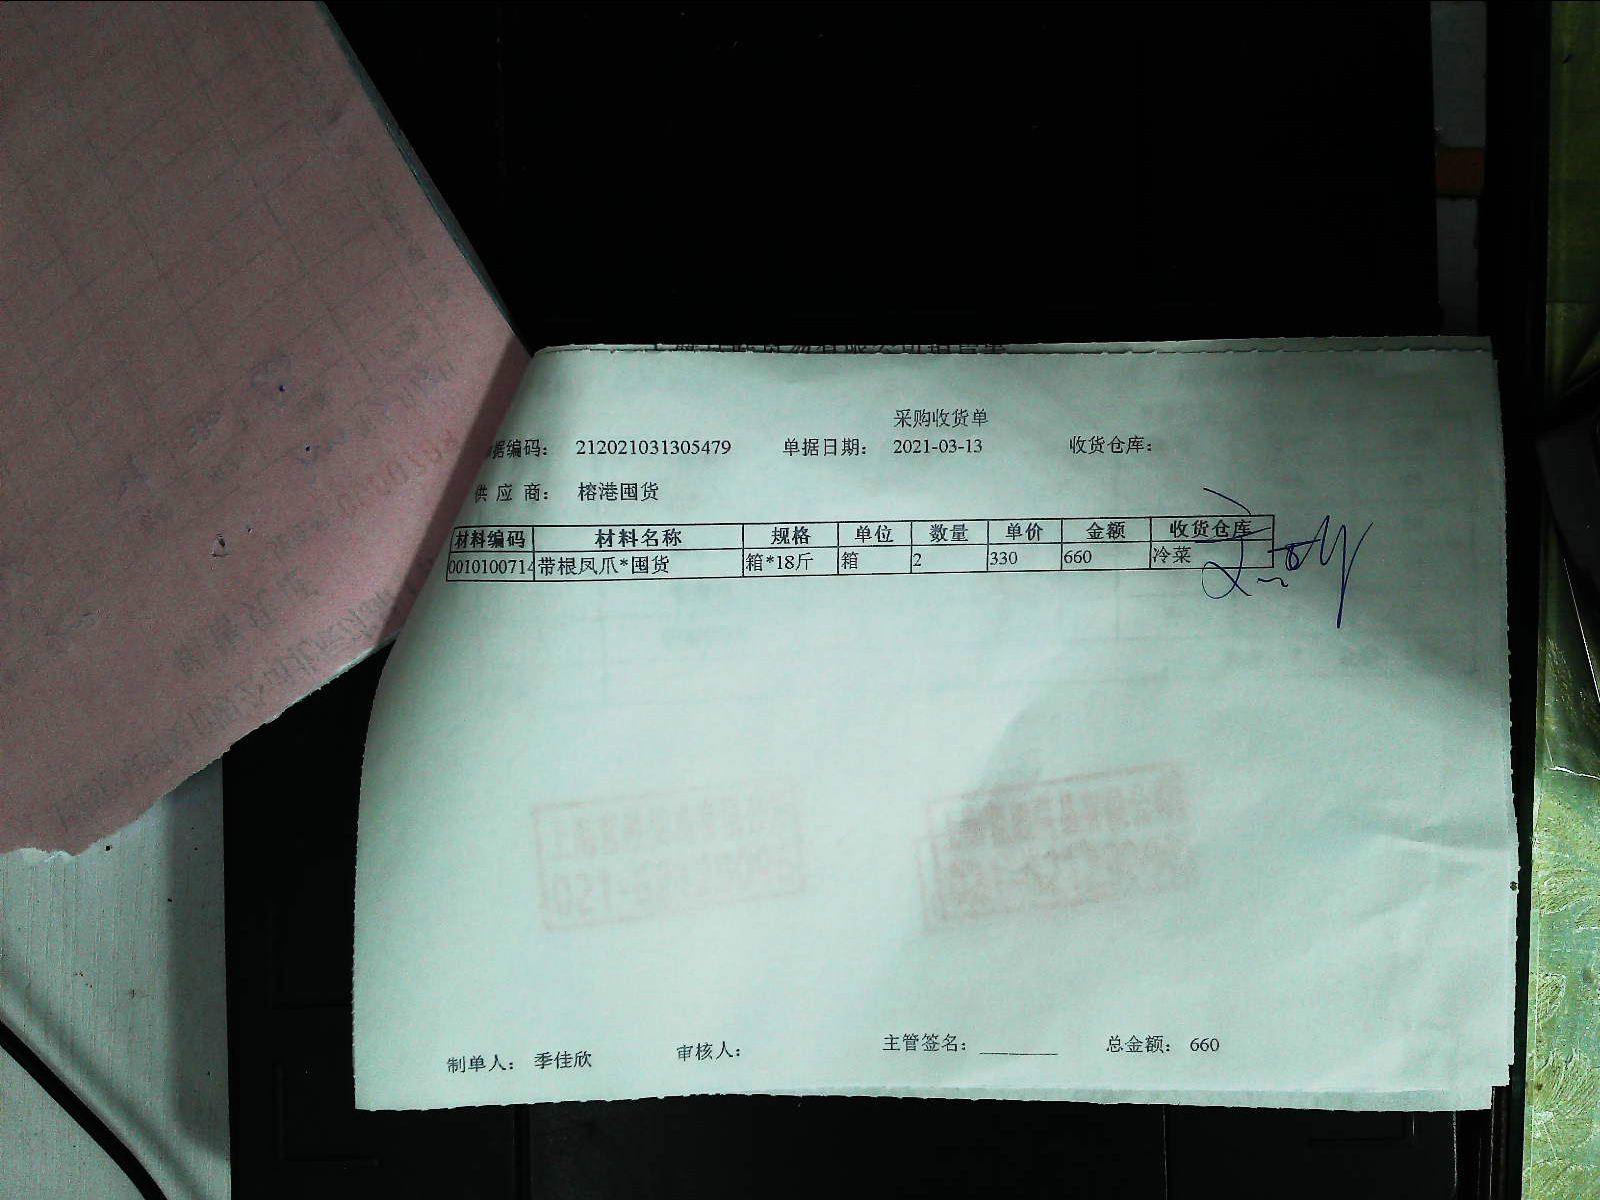 采购收货单
据编码： 212021031305479 单据日期： 2021-03-13 收货仓库：
供 应 商： 榕港囤货
材料编码 材料名称 规格 单位 数量 单价 金额 收货仓库
0010100714 带根凤爪*囤货 箱*18斤 箱 2 330 660 冷菜
制单人： 季佳欣 审核人： 主管签名： 总金额： 660